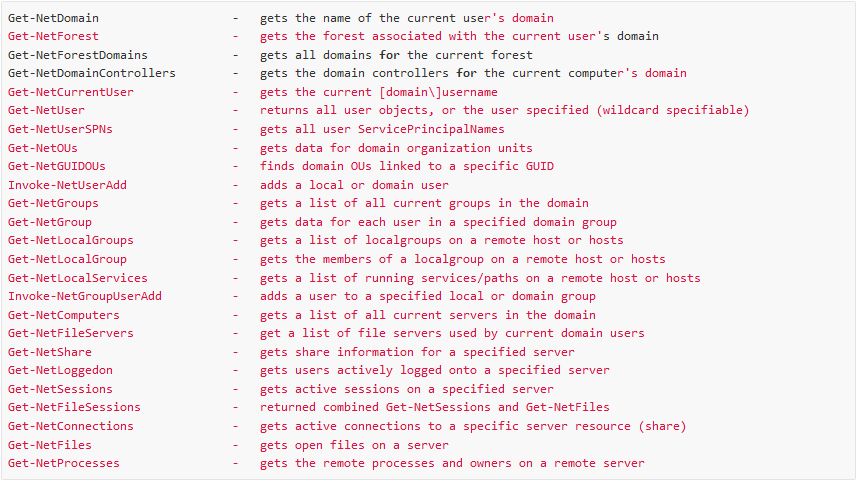 Get-NetDomain - gets the name of the current user's domain
Get-NetForest - gets the forest associated with the current user's domain
Get-NetForestDomains - gets all domains for the current forest
Get-NetDomainControllers - gets the domain controllers for the current computer's domain
Get-NetCurrentUser - gets the current [domain\]username
Get-NetUser - returns all user objects, or the user specified (wildcard specifiable)
Get-NetUserSPNs - gets all user ServicePrincipalNames
Get-NetOUs - gets data for domain organization units
Get-NetGUIDOUs - finds domain OUs linked to a specific GUID
Invoke-NetUserAdd - adds a local or domain user
Get-NetGroups - gets a list of all current groups in the domain
Get-NetGroup - gets data for each user in a specified domain group
Get-NetLocalGroups - gets a list of localgroups on a remote host or hosts
Get-NetLocalGroup - gets the members of a localgroup on a remote host or hosts
Get-NetLocalServices - gets a list of running services/paths on a remote host or hosts
Invoke-NetGroupUserAdd - adds a user to a specified local or domain group
Get-NetComputers - gets a list of all current servers in the domain
Get-NetFileServers - get a list of file servers used by current domain users
Get-NetShare - gets share information for a specified server
Get-NetLoggedon - gets users actively logged onto a specified server
Get-NetSessions - gets active sessions on a specified server
Get-NetFileSessions - returned combined Get-NetSessions and Get-NetFiles
Get-NetConnections - gets active connections to a specific server resource (share)
Get-NetFiles - gets open files on a server
Get-NetProcesses - gets the remote processes and owners on a remote server